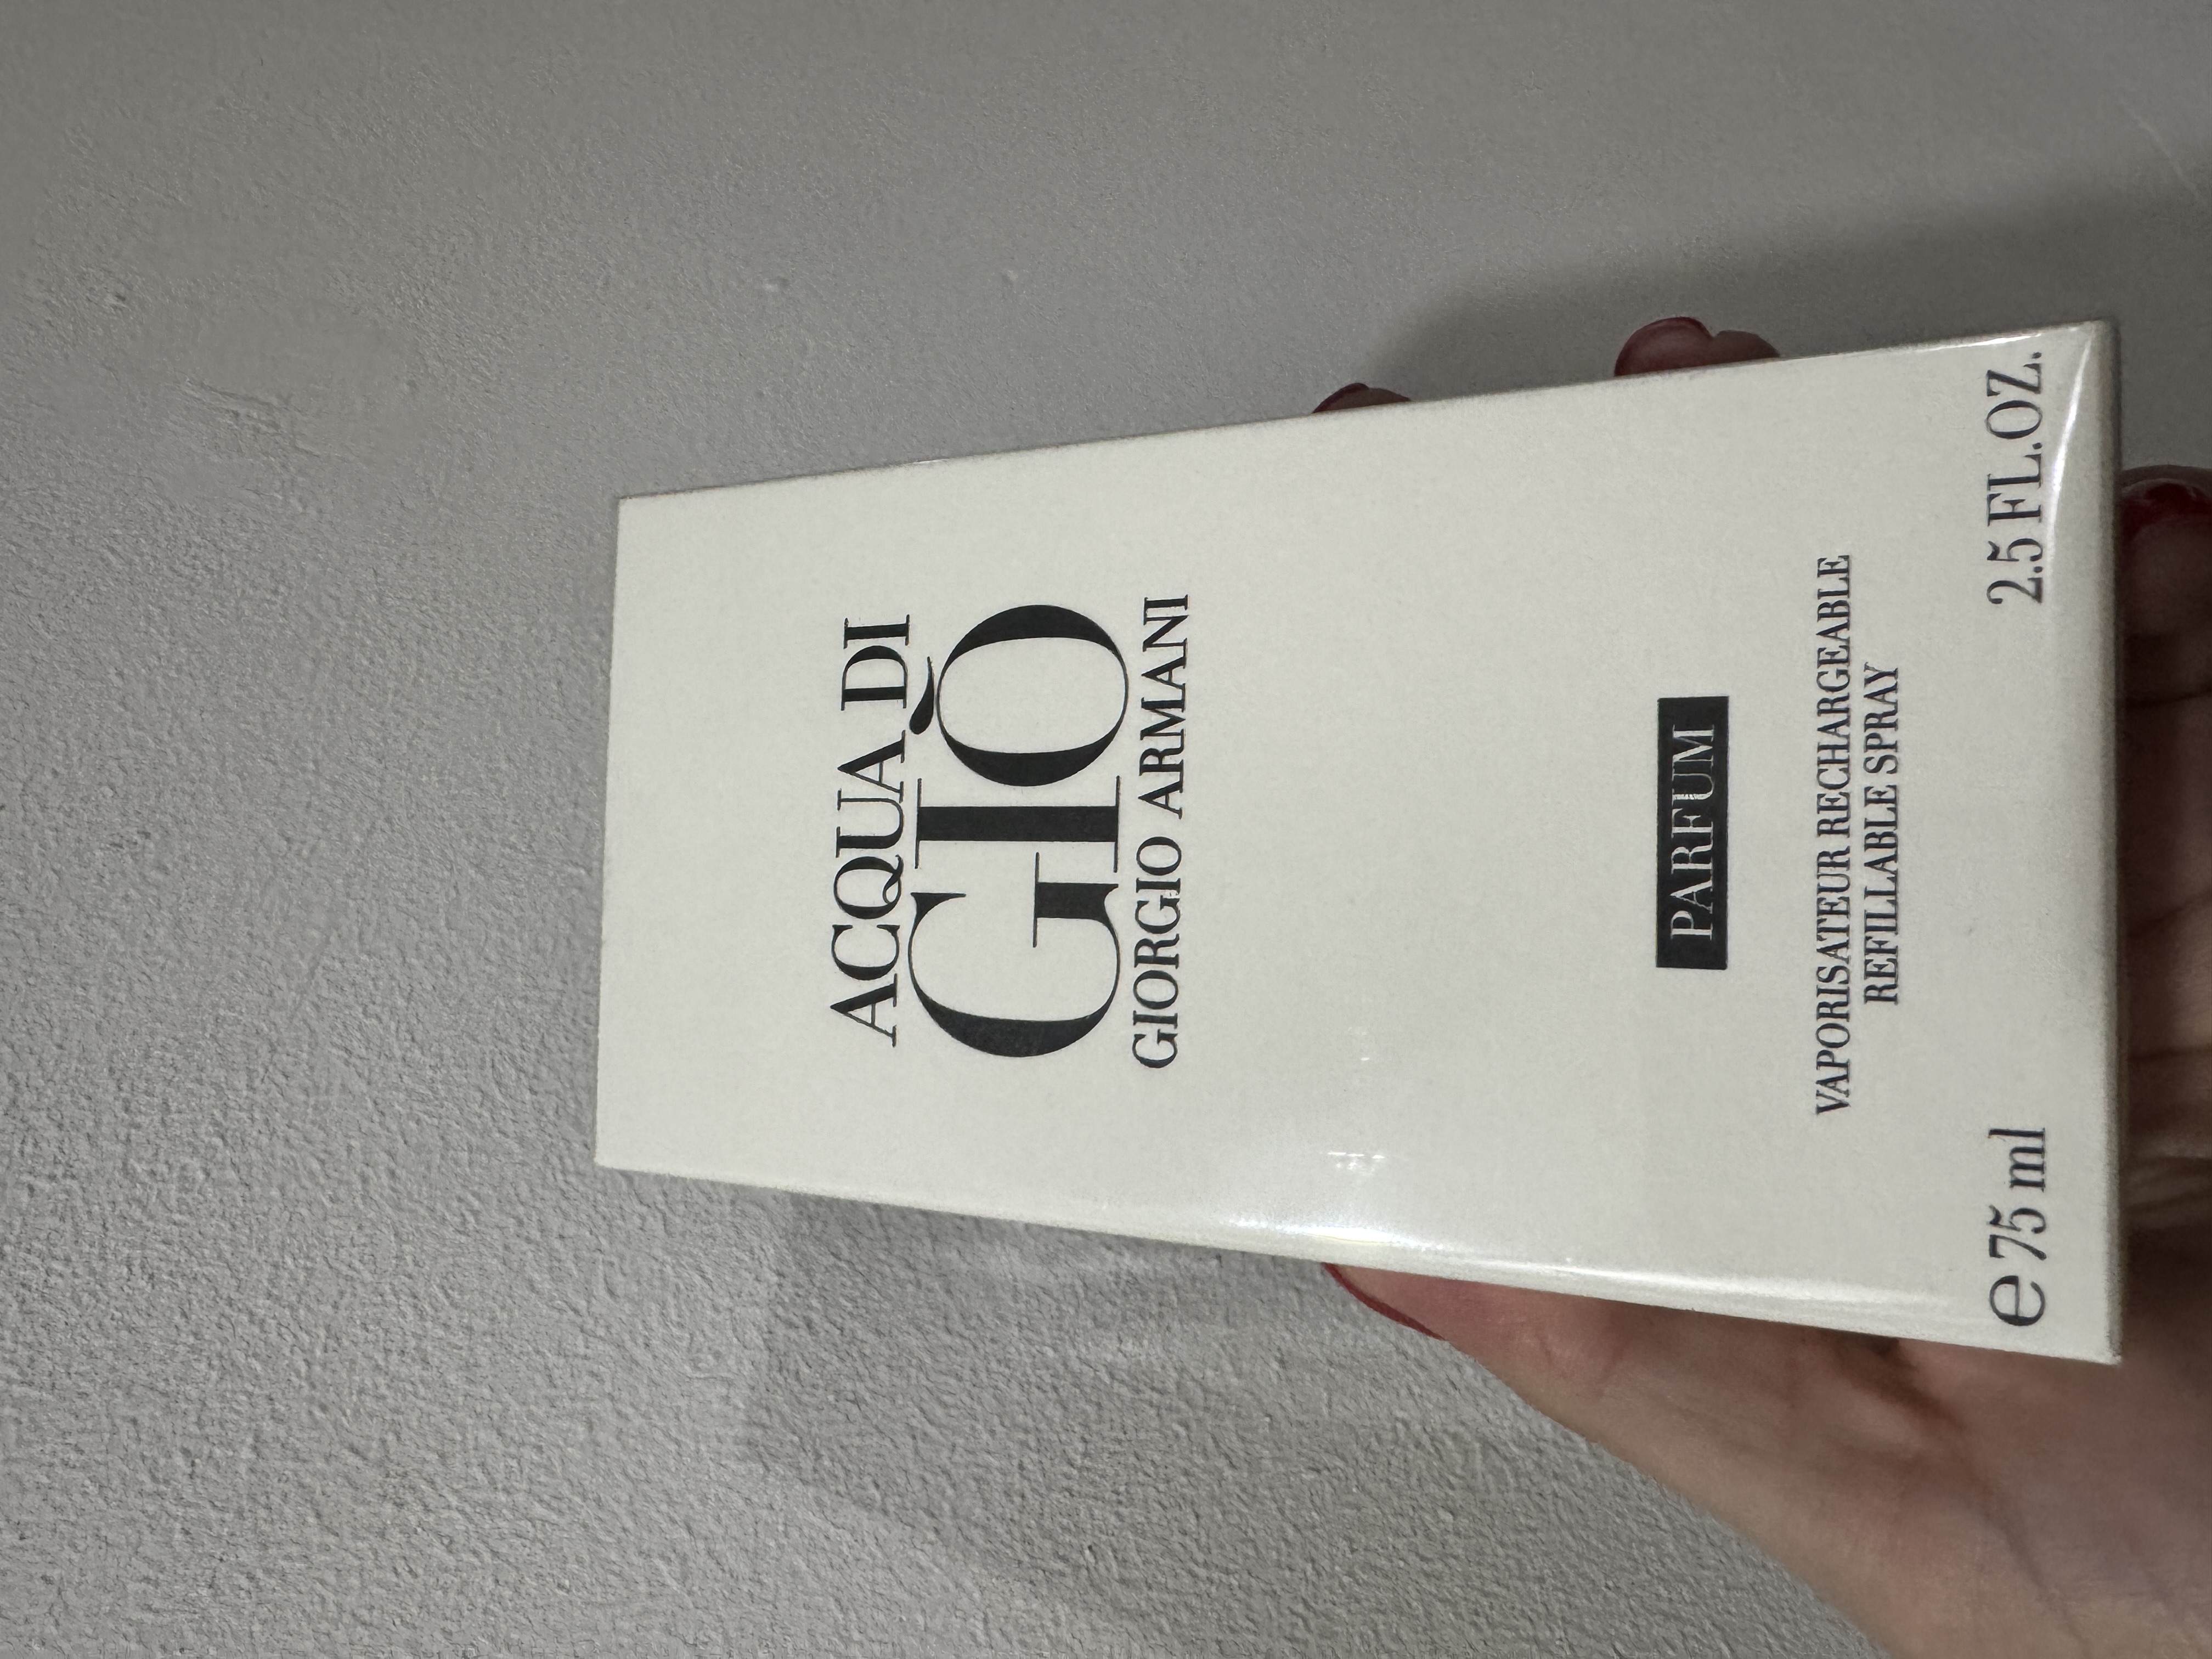 ACQUA DI
GIÒ
GIORGIO ARMANI
PARFUM
VAPORISATEUR RECHARGEABLE
REFILLABLE SPRAY
℮ 75 ml 2.5 FL.OZ.